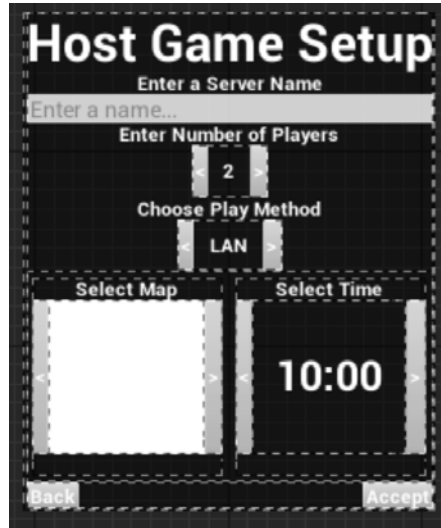 Host Game Setup
Enter a Server Name
Enter a name...
Enter Number of Players
< 2 >
Choose Play Method
< LAN >
Select Map Select Time
< > < 10:00 >
Back Accept